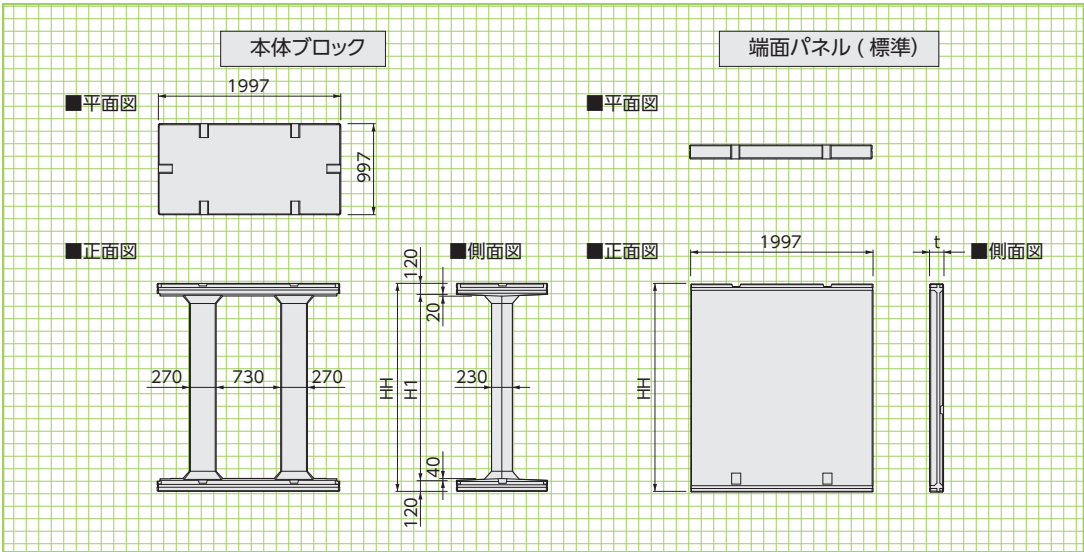 本体ブロック
■平面図
1997
997
■正面図
270
730
270
HH
H1
■側面図
120
20
230
40
120
端面パネル ( 標準)
■平面図
■正面図
1997
HH
t
■側面図